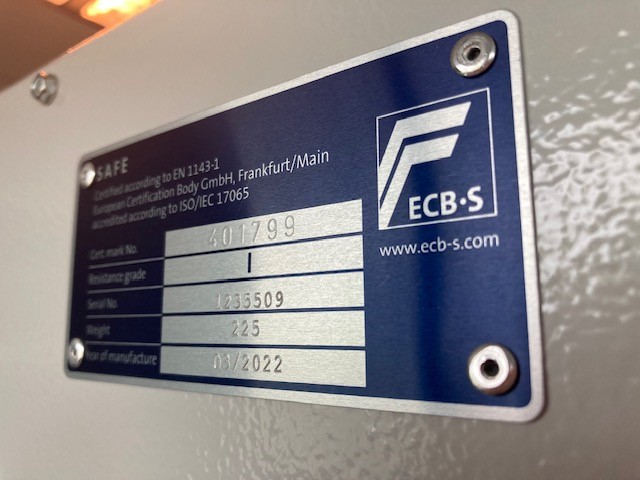 SAFE
Certified according to EN 1143-1
European Certification Body GmbH, Frankfurt/Main
accredited according to ISO/IEC 17065
ECB·S
www.ecb-s.com
Cert. mark No. 401799
Resistance grade I
Serial No. 1235509
Weight 225
Year of manufacture 03/2022